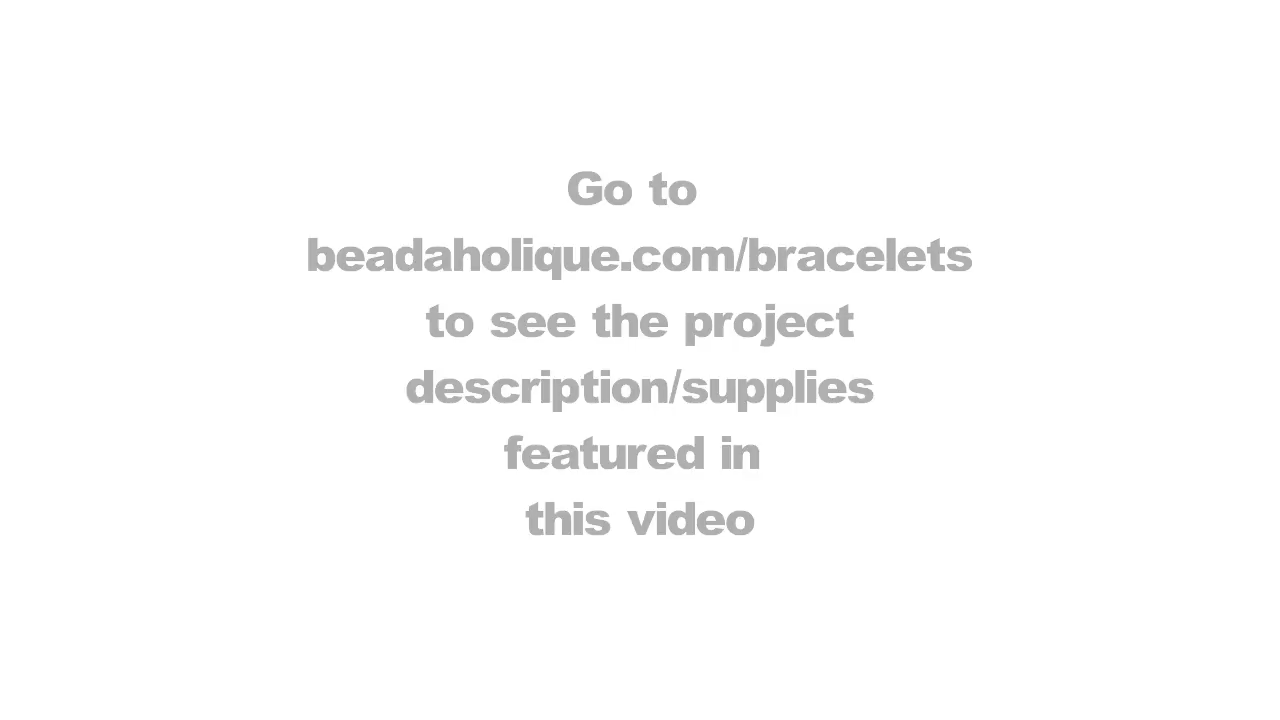 Go to
beadaholique.com/bracelets
to see the project
description/supplies
featured in
this video